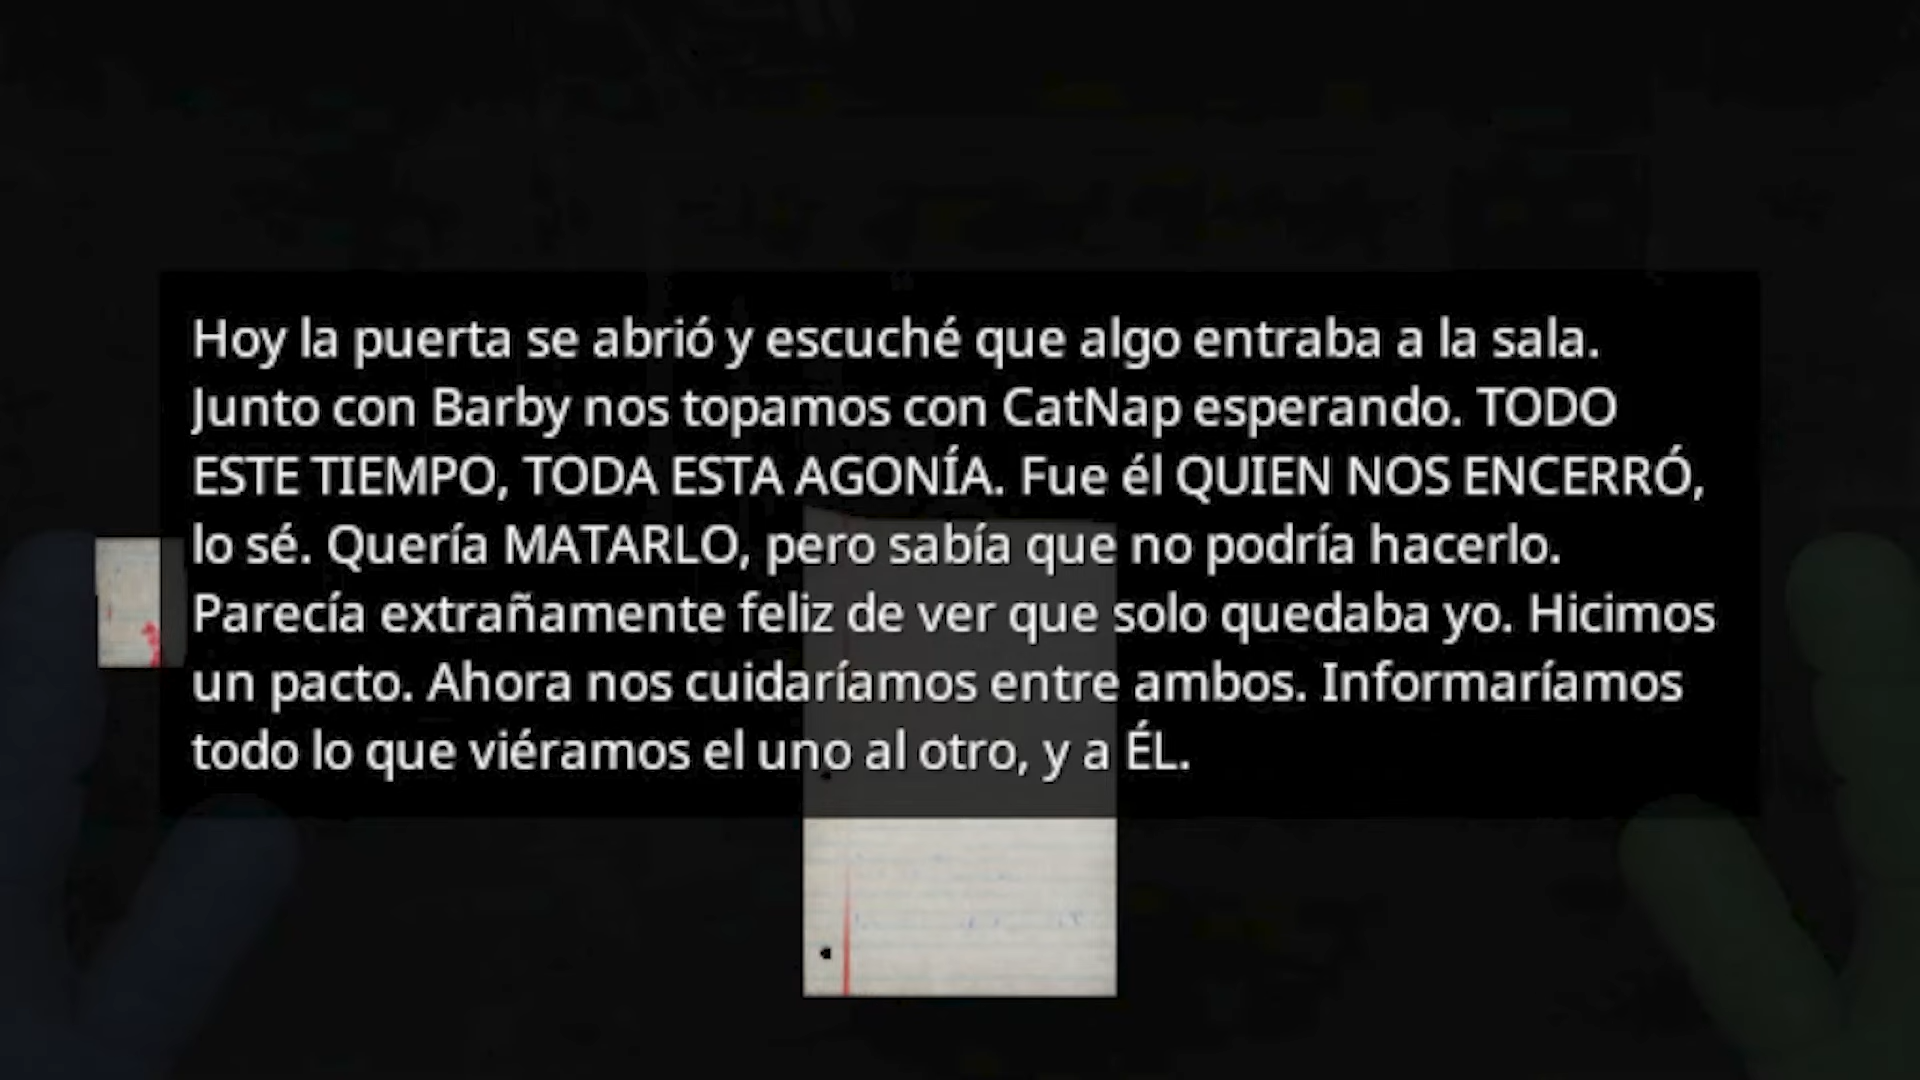 Hoy la puerta se abrió y escuché que algo entraba a la sala.
Junto con Barby nos topamos con CatNap esperando. TODO
ESTE TIEMPO, TODA ESTA AGONÍA. Fue él QUIEN NOS ENCERRÓ,
lo sé. Quería MATARLO, pero sabía que no podría hacerlo.
Parecía extrañamente feliz de ver que solo quedaba yo. Hicimos
un pacto. Ahora nos cuidaríamos entre ambos. Informaríamos
todo lo que viéramos el uno al otro, y a ÉL.